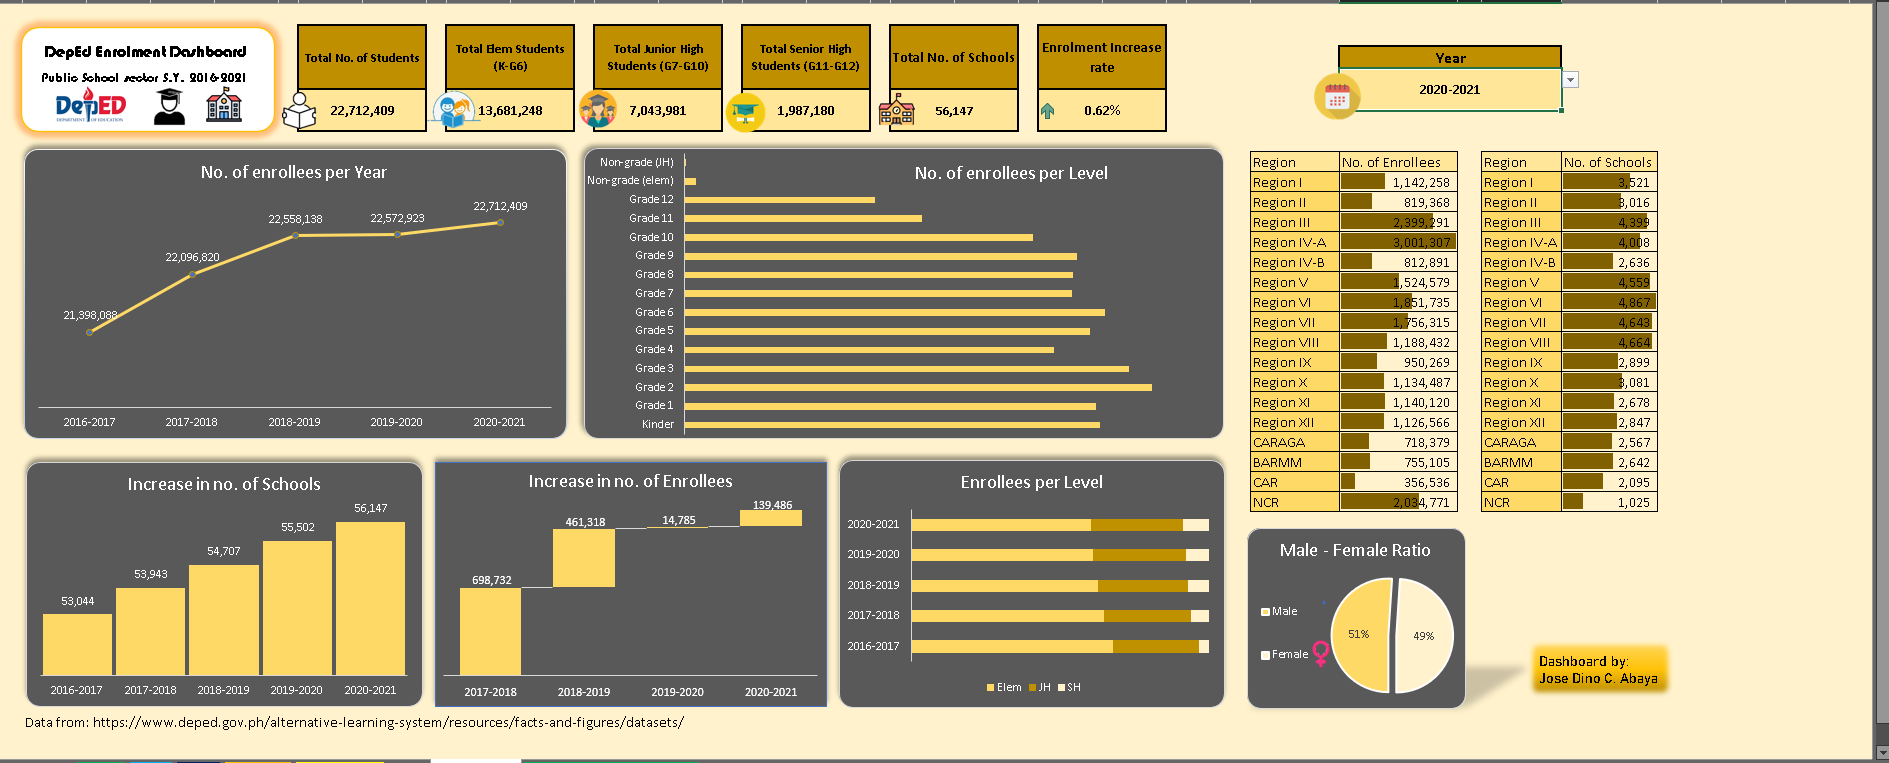 DepEd Enrolment Dashboard
Public School sector S.Y. 2016-2021
DepED
DEPARTMENT OF EDUCATION
Total No. of Students
22,712,409
Total Elem Students
(K-G6)
13,681,248
Total Junior High
Students (G7-G10)
7,043,981
Total Senior High
Students (G11-G12)
1,987,180
Total No. of Schools
56,147
Enrolment Increase
rate
0.62%
Year
2020-2021
No. of enrollees per Year
21,398,088
22,096,820
22,558,138
22,572,923
22,712,409
2016-2017
2017-2018
2018-2019
2019-2020
2020-2021
No. of enrollees per Level
Non-grade (JH)
Non-grade (elem)
Grade 12
Grade 11
Grade 10
Grade 9
Grade 8
Grade 7
Grade 6
Grade 5
Grade 4
Grade 3
Grade 2
Grade 1
Kinder
Region No. of Enrollees
Region I 1,142,258
Region II 819,368
Region III 2,399,291
Region IV-A 3,001,307
Region IV-B 812,891
Region V 1,524,579
Region VI 1,851,735
Region VII 1,756,315
Region VIII 1,188,432
Region IX 950,269
Region X 1,134,487
Region XI 1,140,120
Region XII 1,126,566
CARAGA 718,379
BARMM 755,105
CAR 356,536
NCR 2,034,771
Region No. of Schools
Region I 3,521
Region II 3,016
Region III 4,399
Region IV-A 4,008
Region IV-B 2,636
Region V 4,559
Region VI 4,867
Region VII 4,643
Region VIII 4,664
Region IX 2,899
Region X 3,081
Region XI 2,678
Region XII 2,847
CARAGA 2,567
BARMM 2,642
CAR 2,095
NCR 1,025
Increase in no. of Schools
53,044
53,943
54,707
55,502
56,147
2016-2017
2017-2018
2018-2019
2019-2020
2020-2021
Increase in no. of Enrollees
698,732
461,318
14,785
139,486
2017-2018
2018-2019
2019-2020
2020-2021
Enrollees per Level
2020-2021
2019-2020
2018-2019
2017-2018
2016-2017
Elem JH SH
Male - Female Ratio
Male
Female
51%
49%
Dashboard by:
Jose Dino C. Abaya
Data from: https://www.deped.gov.ph/alternative-learning-system/resources/facts-and-figures/datasets/